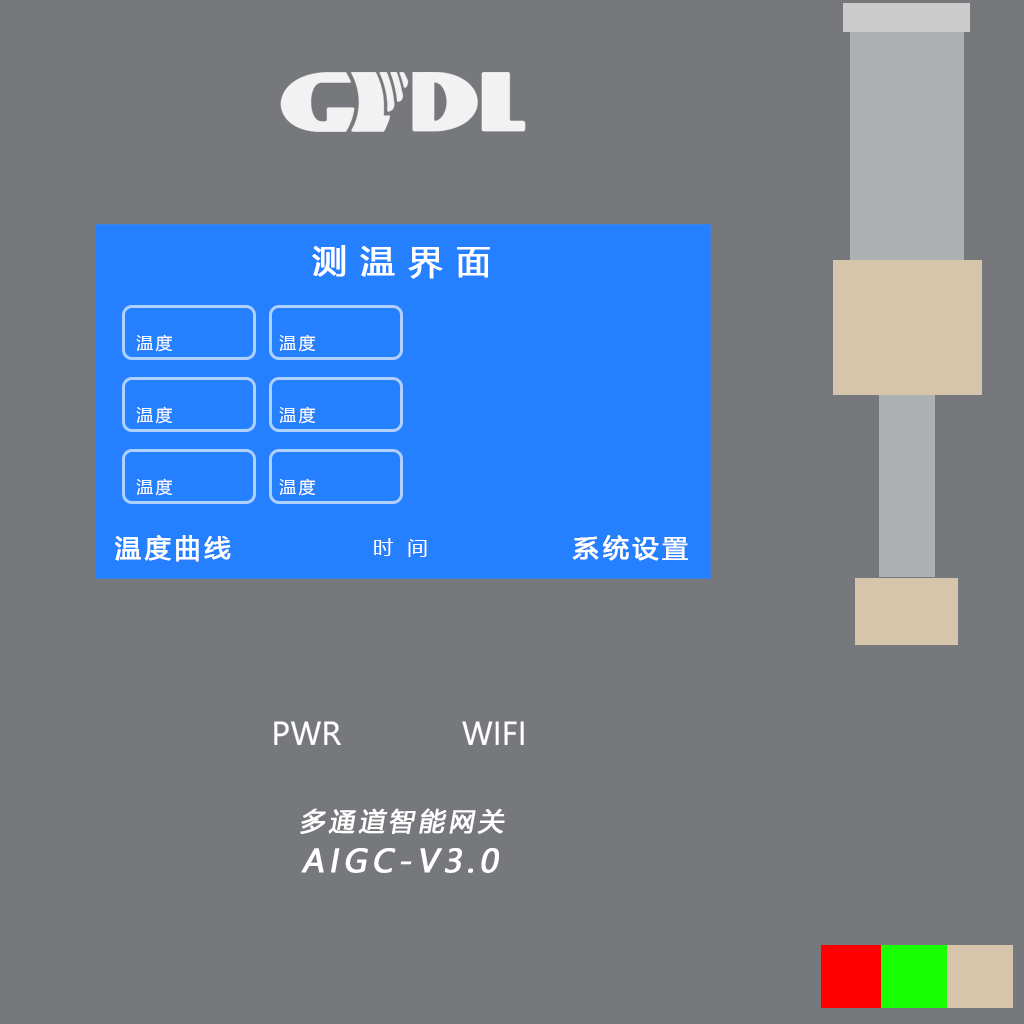 GYDL
测温界面
温度 温度
温度 温度
温度 温度
温度曲线 时间 系统设置
PWR WIFI
多通道智能网关
AIGC-V3.0